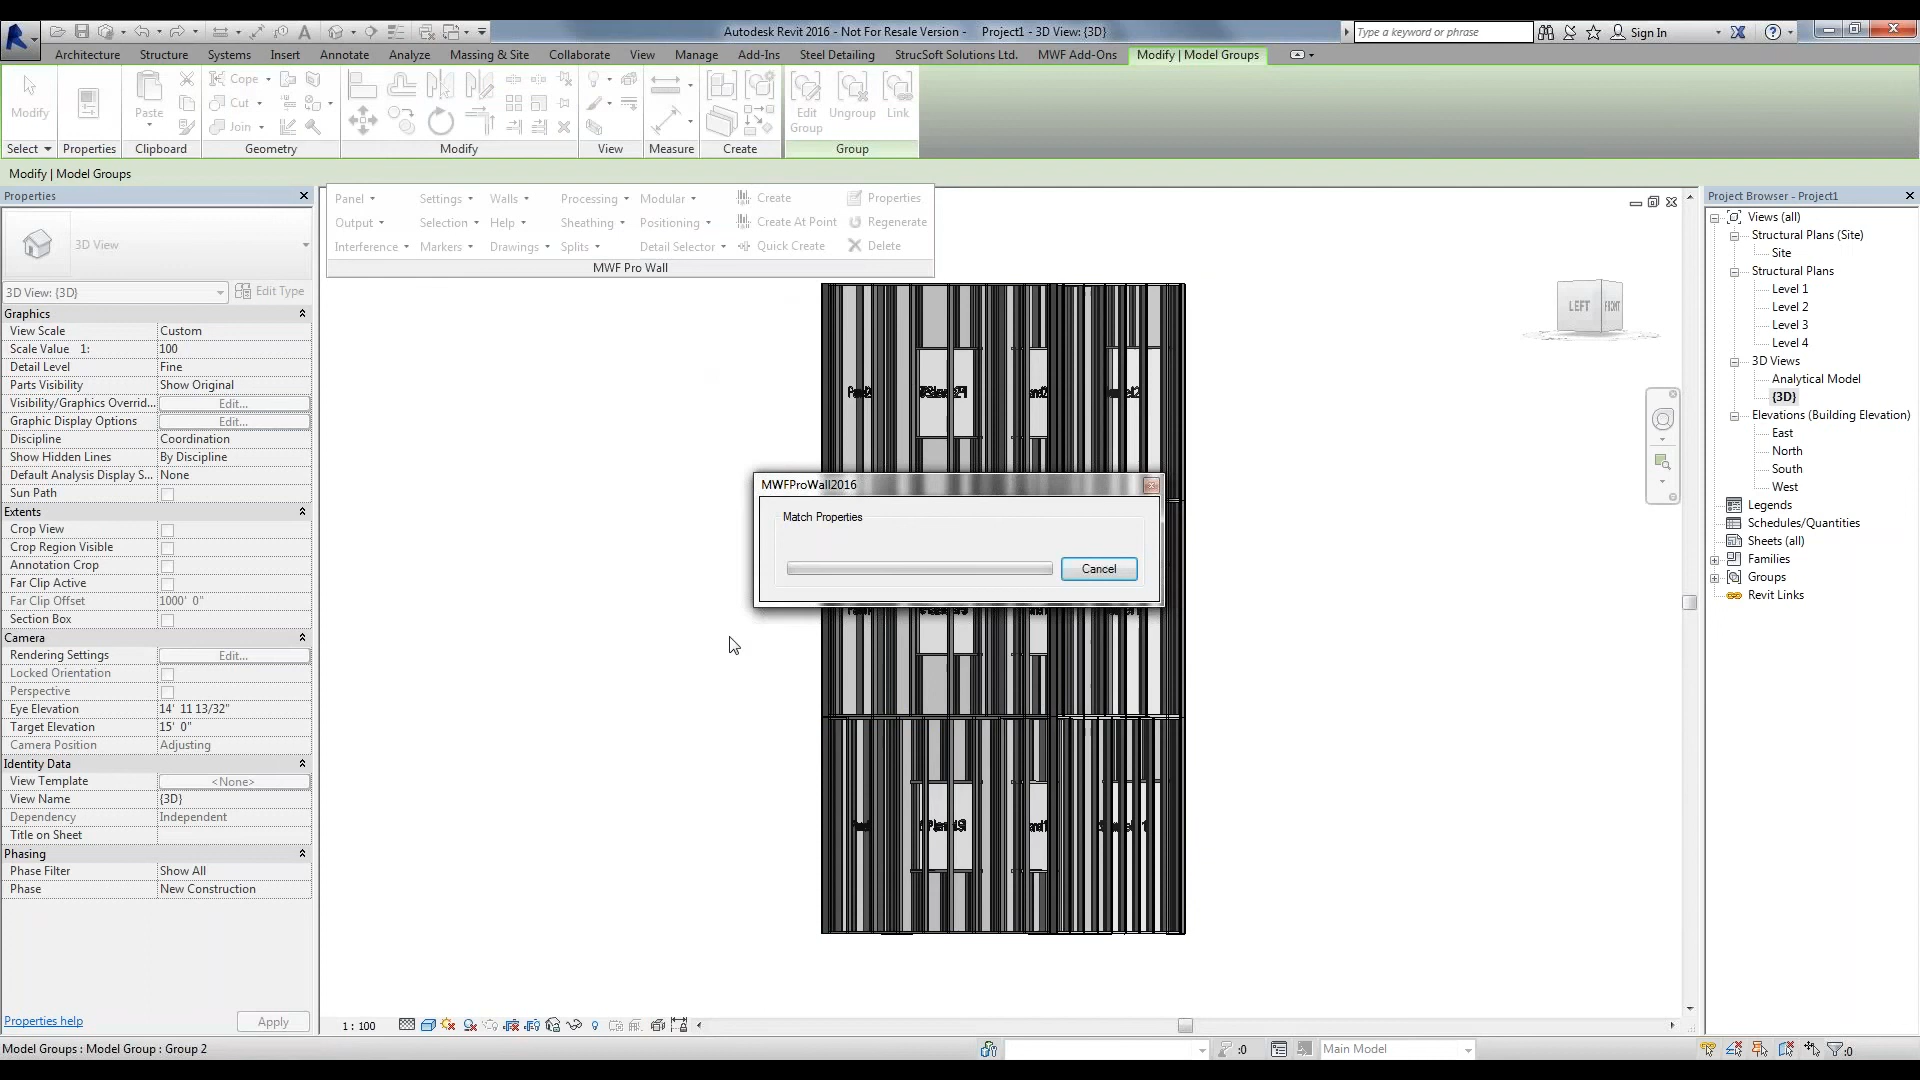 Autodesk Revit 2016 - Not For Resale Version - Project1 - 3D View: {3D}
Type a keyword or phrase
Sign In
Architecture Structure Systems Insert Annotate Analyze Massing & Site Collaborate View Manage Add-Ins Steel Detailing StrucSoft Solutions Ltd. MWF Add-Ons Modify | Model Groups
Modify
Paste
Cope
Cut
Join
Edit Group
Ungroup
Link
Select Properties Clipboard Geometry Modify View Measure Create Group
Modify | Model Groups
Properties
3D View
3D View: {3D}
Edit Type
Graphics
View Scale Custom
Scale Value 1: 100
Detail Level Fine
Parts Visibility Show Original
Visibility/Graphics Overrid... Edit...
Graphic Display Options Edit...
Discipline Coordination
Show Hidden Lines By Discipline
Default Analysis Display S... None
Sun Path
Extents
Crop View
Crop Region Visible
Annotation Crop
Far Clip Active
Far Clip Offset 1000' 0"
Section Box
Camera
Rendering Settings Edit...
Locked Orientation
Perspective
Eye Elevation 14' 11 13/32"
Target Elevation 15' 0"
Camera Position Adjusting
Identity Data
View Template <None>
View Name {3D}
Dependency Independent
Title on Sheet
Phasing
Phase Filter Show All
Phase New Construction
Properties help
Apply
Panel Settings Walls Processing Modular Create Properties
Output Selection Help Sheathing Positioning Create At Point Regenerate
Interference Markers Drawings Splits Detail Selector Quick Create Delete
MWF Pro Wall
LEFT FRONT
MWFProWall2016
Match Properties
Cancel
1 : 100
Project Browser - Project1
Views (all)
Structural Plans (Site)
Site
Structural Plans
Level 1
Level 2
Level 3
Level 4
3D Views
Analytical Model
{3D}
Elevations (Building Elevation)
East
North
South
West
Legends
Schedules/Quantities
Sheets (all)
Families
Groups
Revit Links
Model Groups : Model Group : Group 2
:0
Main Model
:0